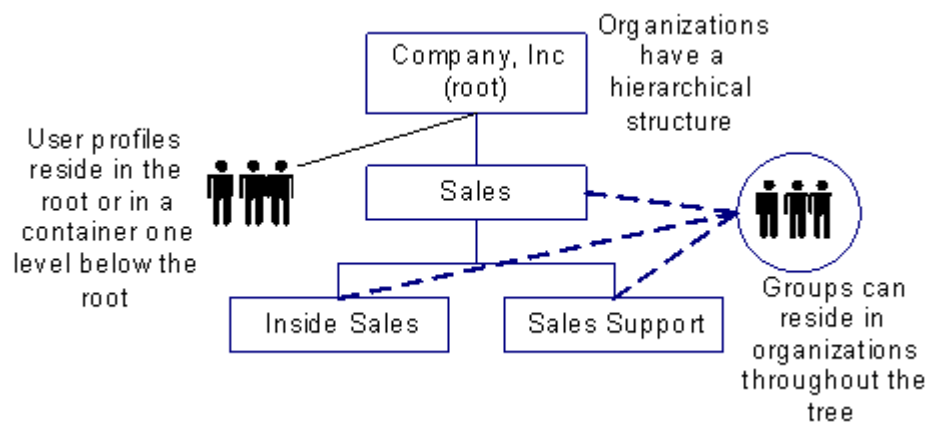 Company, Inc
(root)
Organizations
have a
hierarchical
structure
User profiles
reside in the
root or in a
container one
level below the
root
Sales
Inside Sales
Sales Support
Groups can
reside in
organizations
throughout the
tree